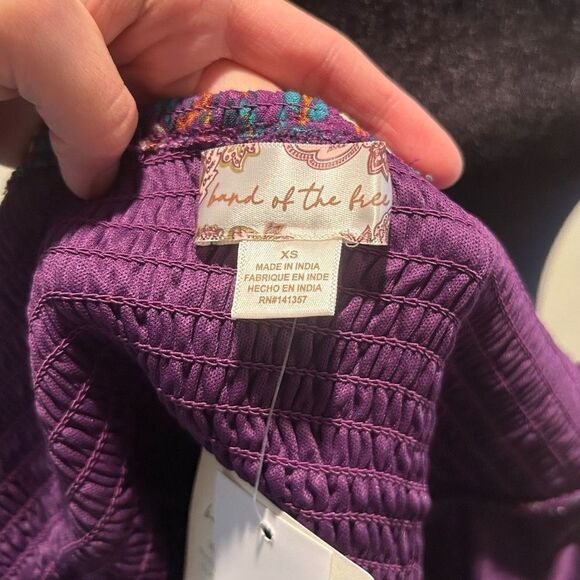 band of the free
XS
MADE IN INDIA
FABRIQUE EN INDE
HECHO EN INDIA
RN#141357